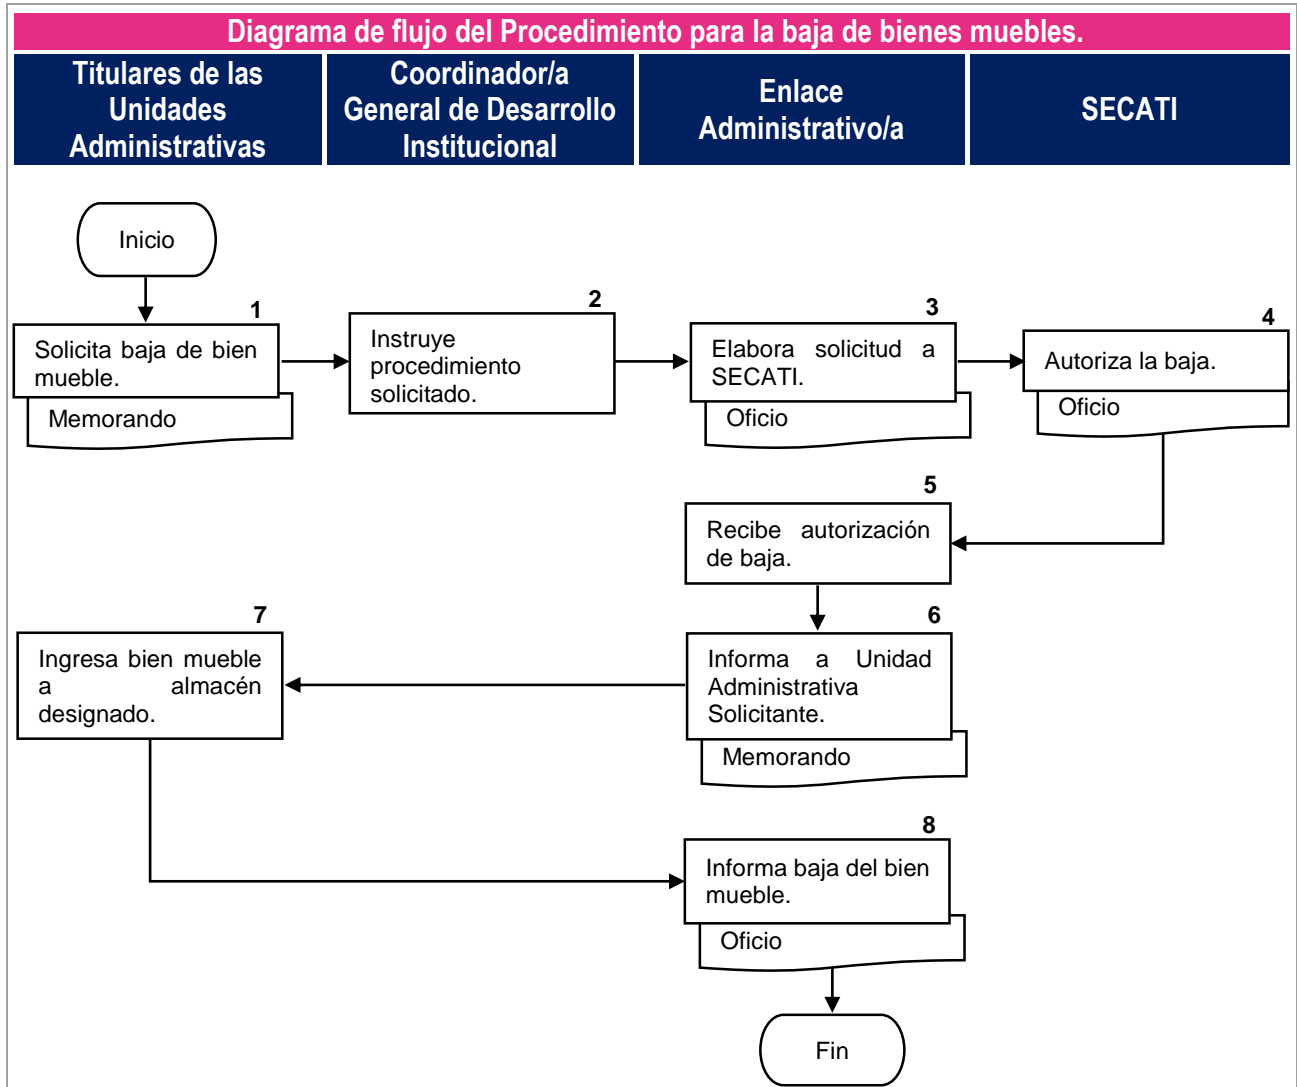 Diagrama de flujo del Procedimiento para la baja de bienes muebles.
Titulares de las
Unidades
Administrativas
Coordinador/a
General de Desarrollo
Institucional
Enlace
Administrativo/a
SECATI
Inicio
1
Solicita baja de bien
mueble.
Memorando
2
Instruye
procedimiento
solicitado.
3
Elabora solicitud a
SECATI.
Oficio
4
Autoriza la baja.
Oficio
5
Recibe autorización
de baja.
6
Informa a Unidad
Administrativa
Solicitante.
Memorando
7
Ingresa bien mueble
a almacén
designado.
8
Informa baja del bien
mueble.
Oficio
Fin